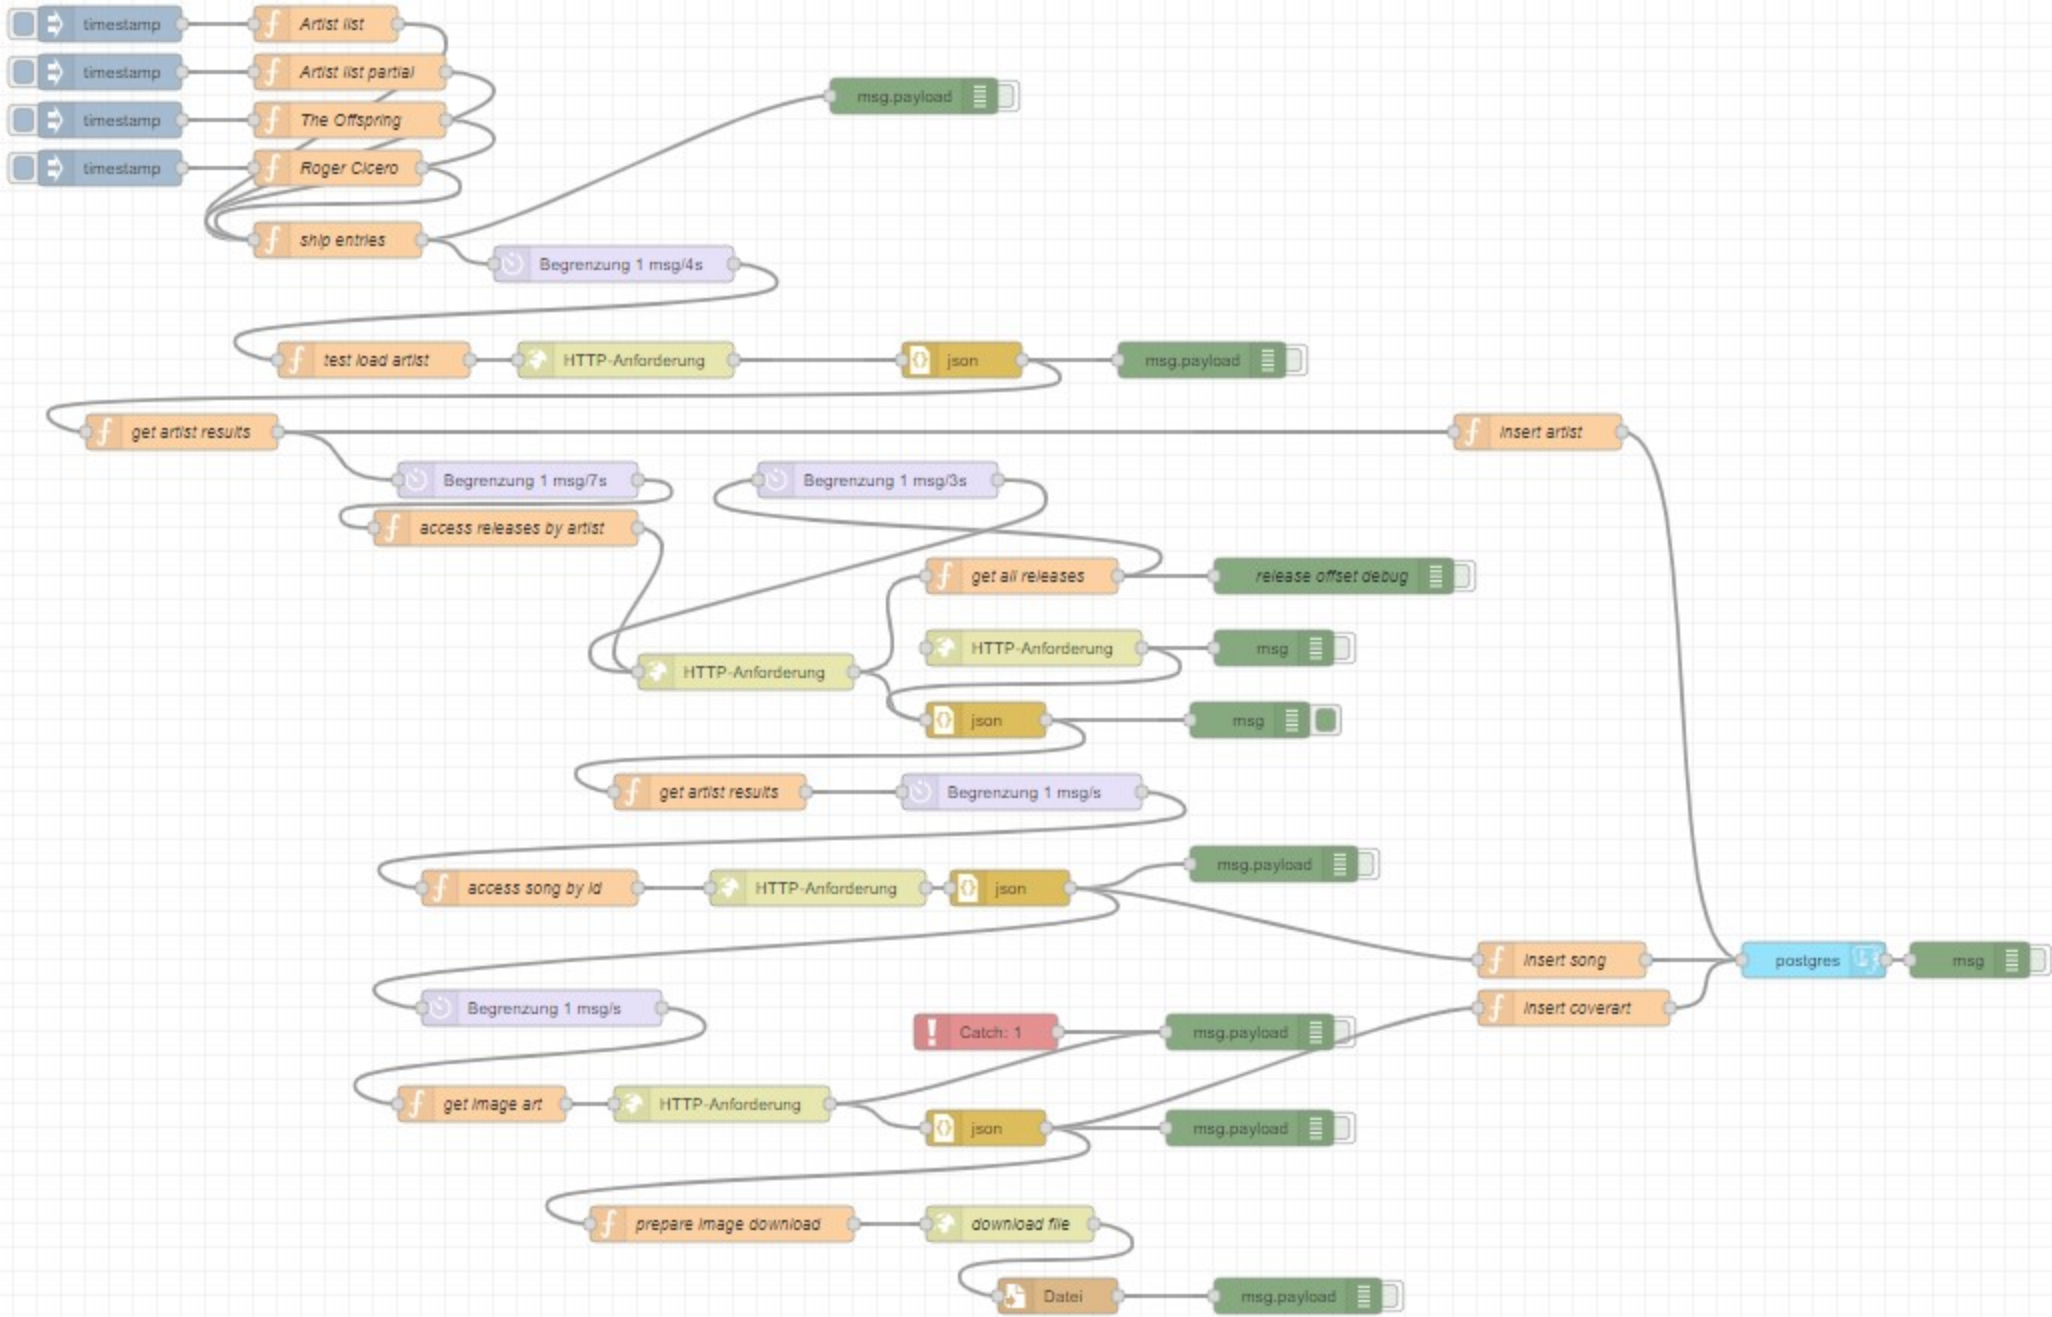 timestamp
Artist list
timestamp
Artist list partial
msg.payload
timestamp
The Offspring
timestamp
Roger Cicero
skip entries
Begrenzung 1 msg/4s
test load artist
HTTP-Anforderung
json
msg.payload
get artist results
Insert artist
Begrenzung 1 msg/7s
Begrenzung 1 msg/3s
access releases by artist
get all releases
release offset debug
HTTP-Anforderung
msg
HTTP-Anforderung
json
msg
get artist results
Begrenzung 1 msg/s
msg.payload
access song by id
HTTP-Anforderung
json
Insert song
postgres
msg
Begrenzung 1 msg/s
Insert coverart
Catch: 1
msg.payload
get image art
HTTP-Anforderung
json
msg.payload
prepare image download
download file
Datei
msg.payload